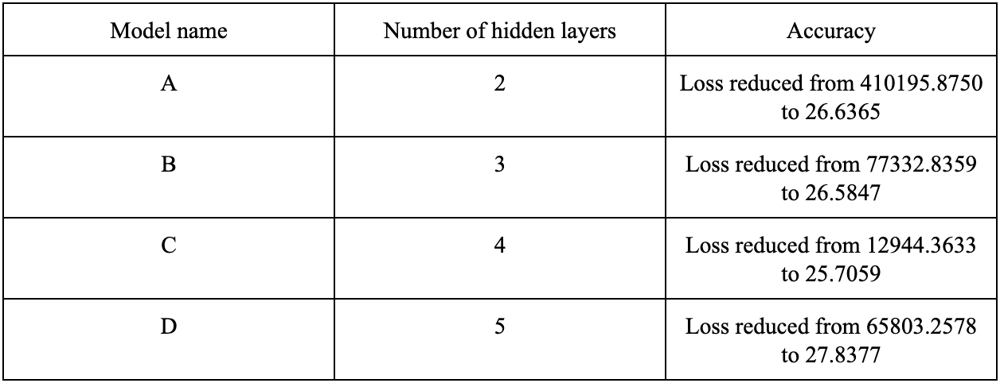 Model name Number of hidden layers Accuracy
A 2 Loss reduced from 410195.8750
to 26.6365
B 3 Loss reduced from 77332.8359
to 26.5847
C 4 Loss reduced from 12944.3633
to 25.7059
D 5 Loss reduced from 65803.2578
to 27.8377